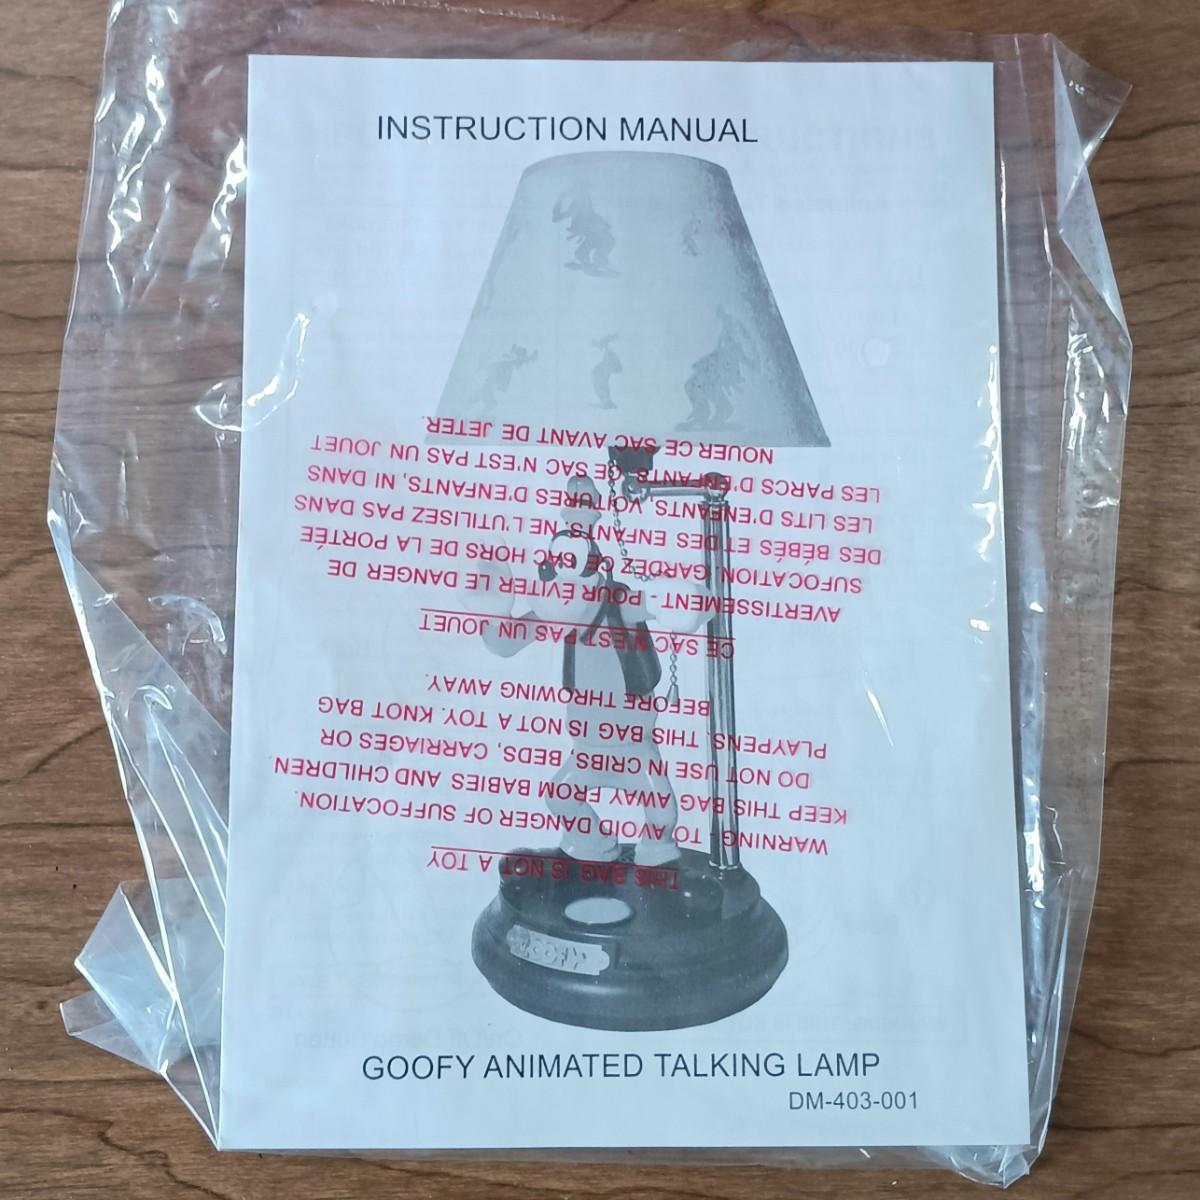 INSTRUCTION MANUAL
THIS BAG IS NOT A TOY
WARNING - TO AVOID DANGER OF SUFFOCATION.
KEEP THIS BAG AWAY FROM BABIES AND CHILDREN
DO NOT USE IN CRIBS, BEDS, CARRIAGES OR
PLAYPENS. THIS BAG IS NOT A TOY. KNOT BAG
BEFORE THROWING AWAY.
CE SAC N'EST PAS UN JOUET
AVERTISSEMENT - POUR ÉVITER LE DANGER DE
SUFOCATION. GARDEZ CE SAC HORS DE LA PORTÉE
DES BÉBÉS ET DES ENFANTS. NE L'UTILISEZ PAS DANS
LES LITS D'ENFANTS, VOITURES D'ENFANTS, NI DANS
LES PARCS D'ENFANTS. CE SAC N'EST PAS UN JOUET
NOUER CE SAC AVANT DE JETER.
GOOFY
GOOFY ANIMATED TALKING LAMP
DM-403-001
On/Off Demo Button